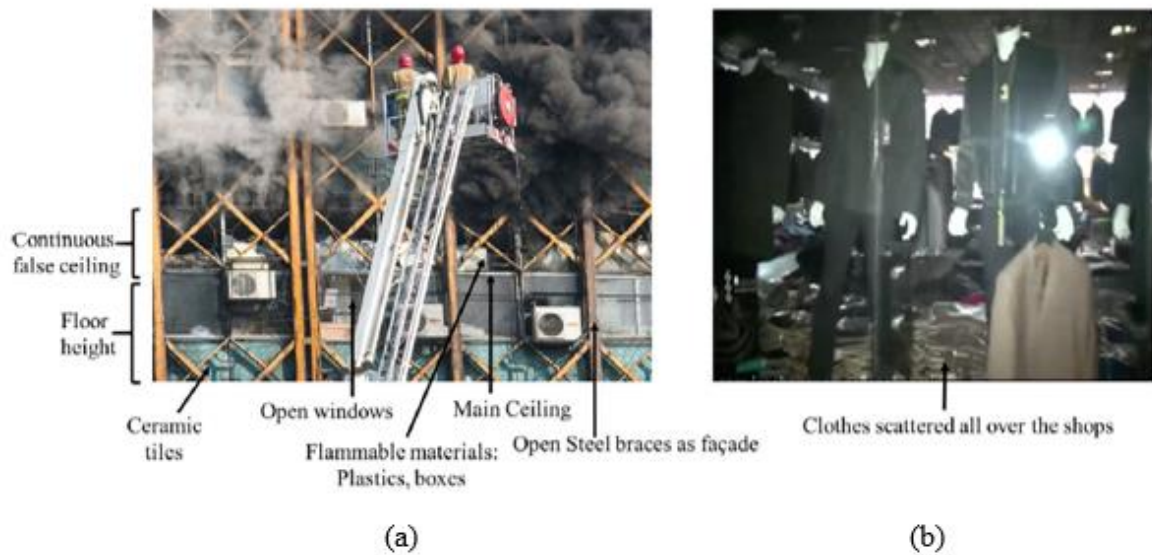 Continuous
false ceiling
Floor
height
Ceramic
tiles
Open windows
Flammable materials:
Plastics, boxes
Main Ceiling
Open Steel braces as façade
Clothes scattered all over the shops
(a)
(b)